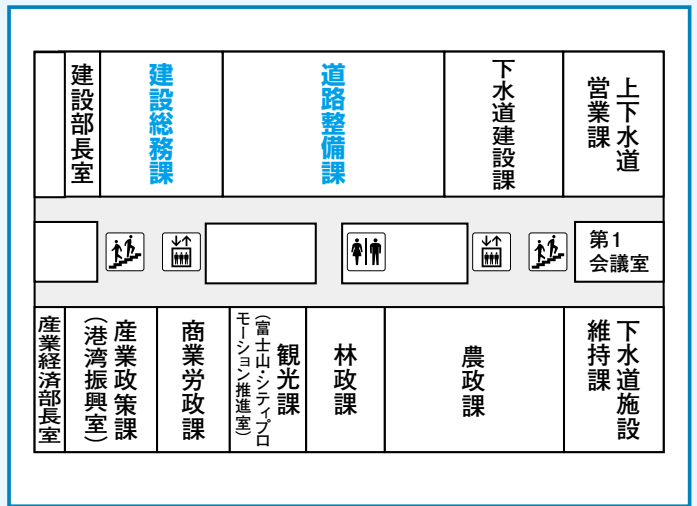 建設部長室
建設総務課
道路整備課
下水道建設課
上下水道
営業課
第1
会議室
産業経済部長室
産業政策課
(港湾振興室)
商業労政課
観光課
(富士山・シティプロ
モーション推進室)
林政課
農政課
下水道施設
維持課